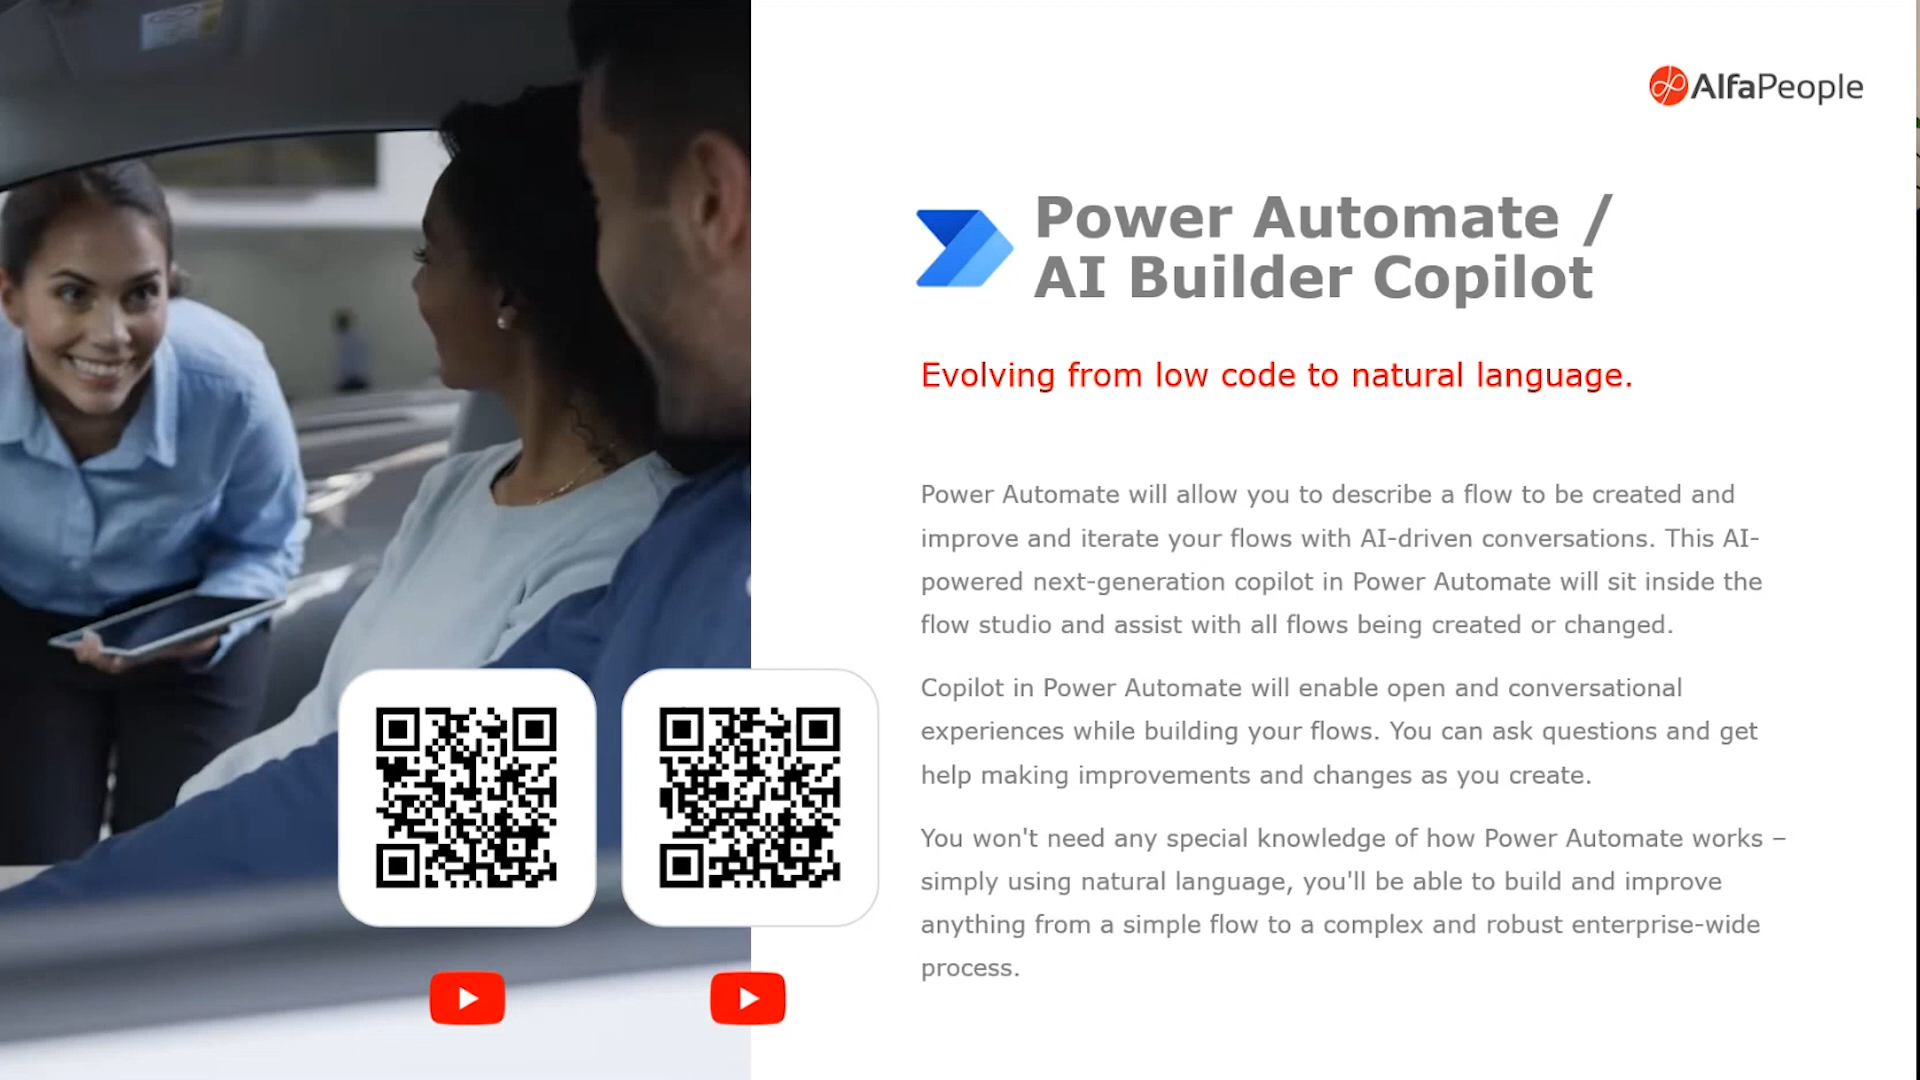 AlfaPeople
Power Automate /
AI Builder Copilot
Evolving from low code to natural language.
Power Automate will allow you to describe a flow to be created and
improve and iterate your flows with AI-driven conversations. This AI-
powered next-generation copilot in Power Automate will sit inside the
flow studio and assist with all flows being created or changed.
Copilot in Power Automate will enable open and conversational
experiences while building your flows. You can ask questions and get
help making improvements and changes as you create.
You won't need any special knowledge of how Power Automate works –
simply using natural language, you'll be able to build and improve
anything from a simple flow to a complex and robust enterprise-wide
process.